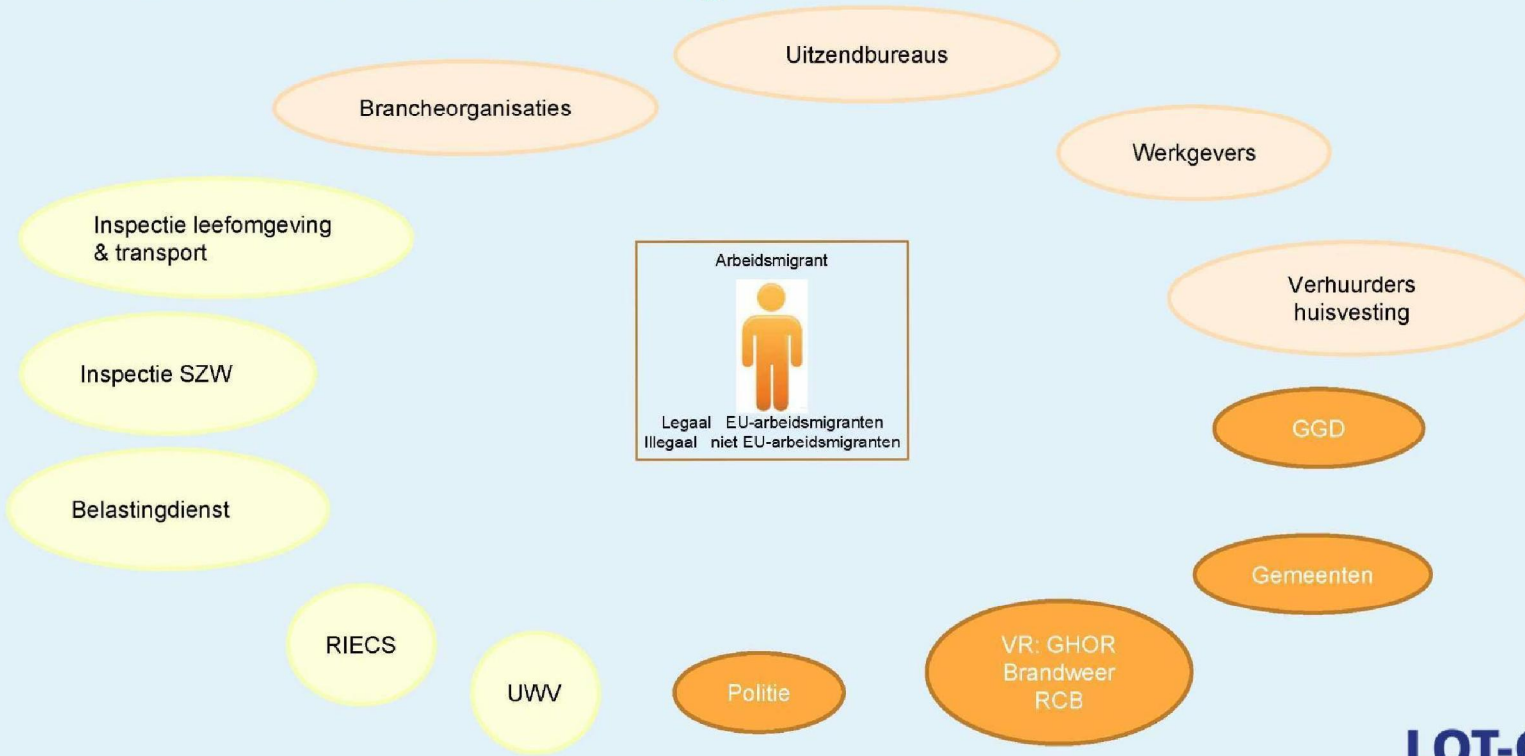 Uitzendbureaus
Brancheorganisaties
Werkgevers
Inspectie leefomgeving
& transport
Arbeidsmigrant
Verhuurders
huisvesting
Inspectie SZW
Legaal EU-arbeidsmigranten
Illegaal niet EU-arbeidsmigranten
GGD
Belastingdienst
Gemeenten
RIECS
VR: GHOR
Brandweer
RCB
UWV
Politie